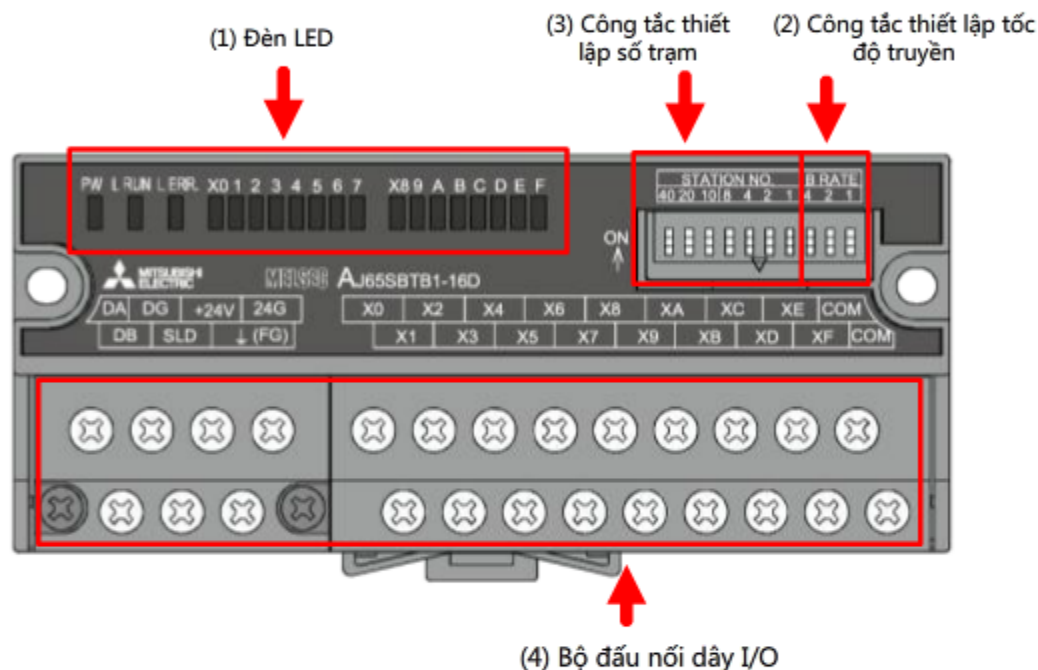 (1) Đèn LED
(3) Công tắc thiết
lập số trạm
(2) Công tắc thiết lập tốc
độ truyền
PW L RUN L ERR. X0 1 2 3 4 5 6 7 X8 9 A B C D E F
STATION NO. B RATE
40 20 10 8 4 2 1 4 2 1
ON
MITSUBISHI
ELECTRIC
MELSEC AJ65SBTB1-16D
DA DG +24V 24G X0 X2 X4 X6 X8 XA XC XE COM
DB SLD (FG) X1 X3 X5 X7 X9 XB XD XF COM
(4) Bộ đấu nối dây I/O